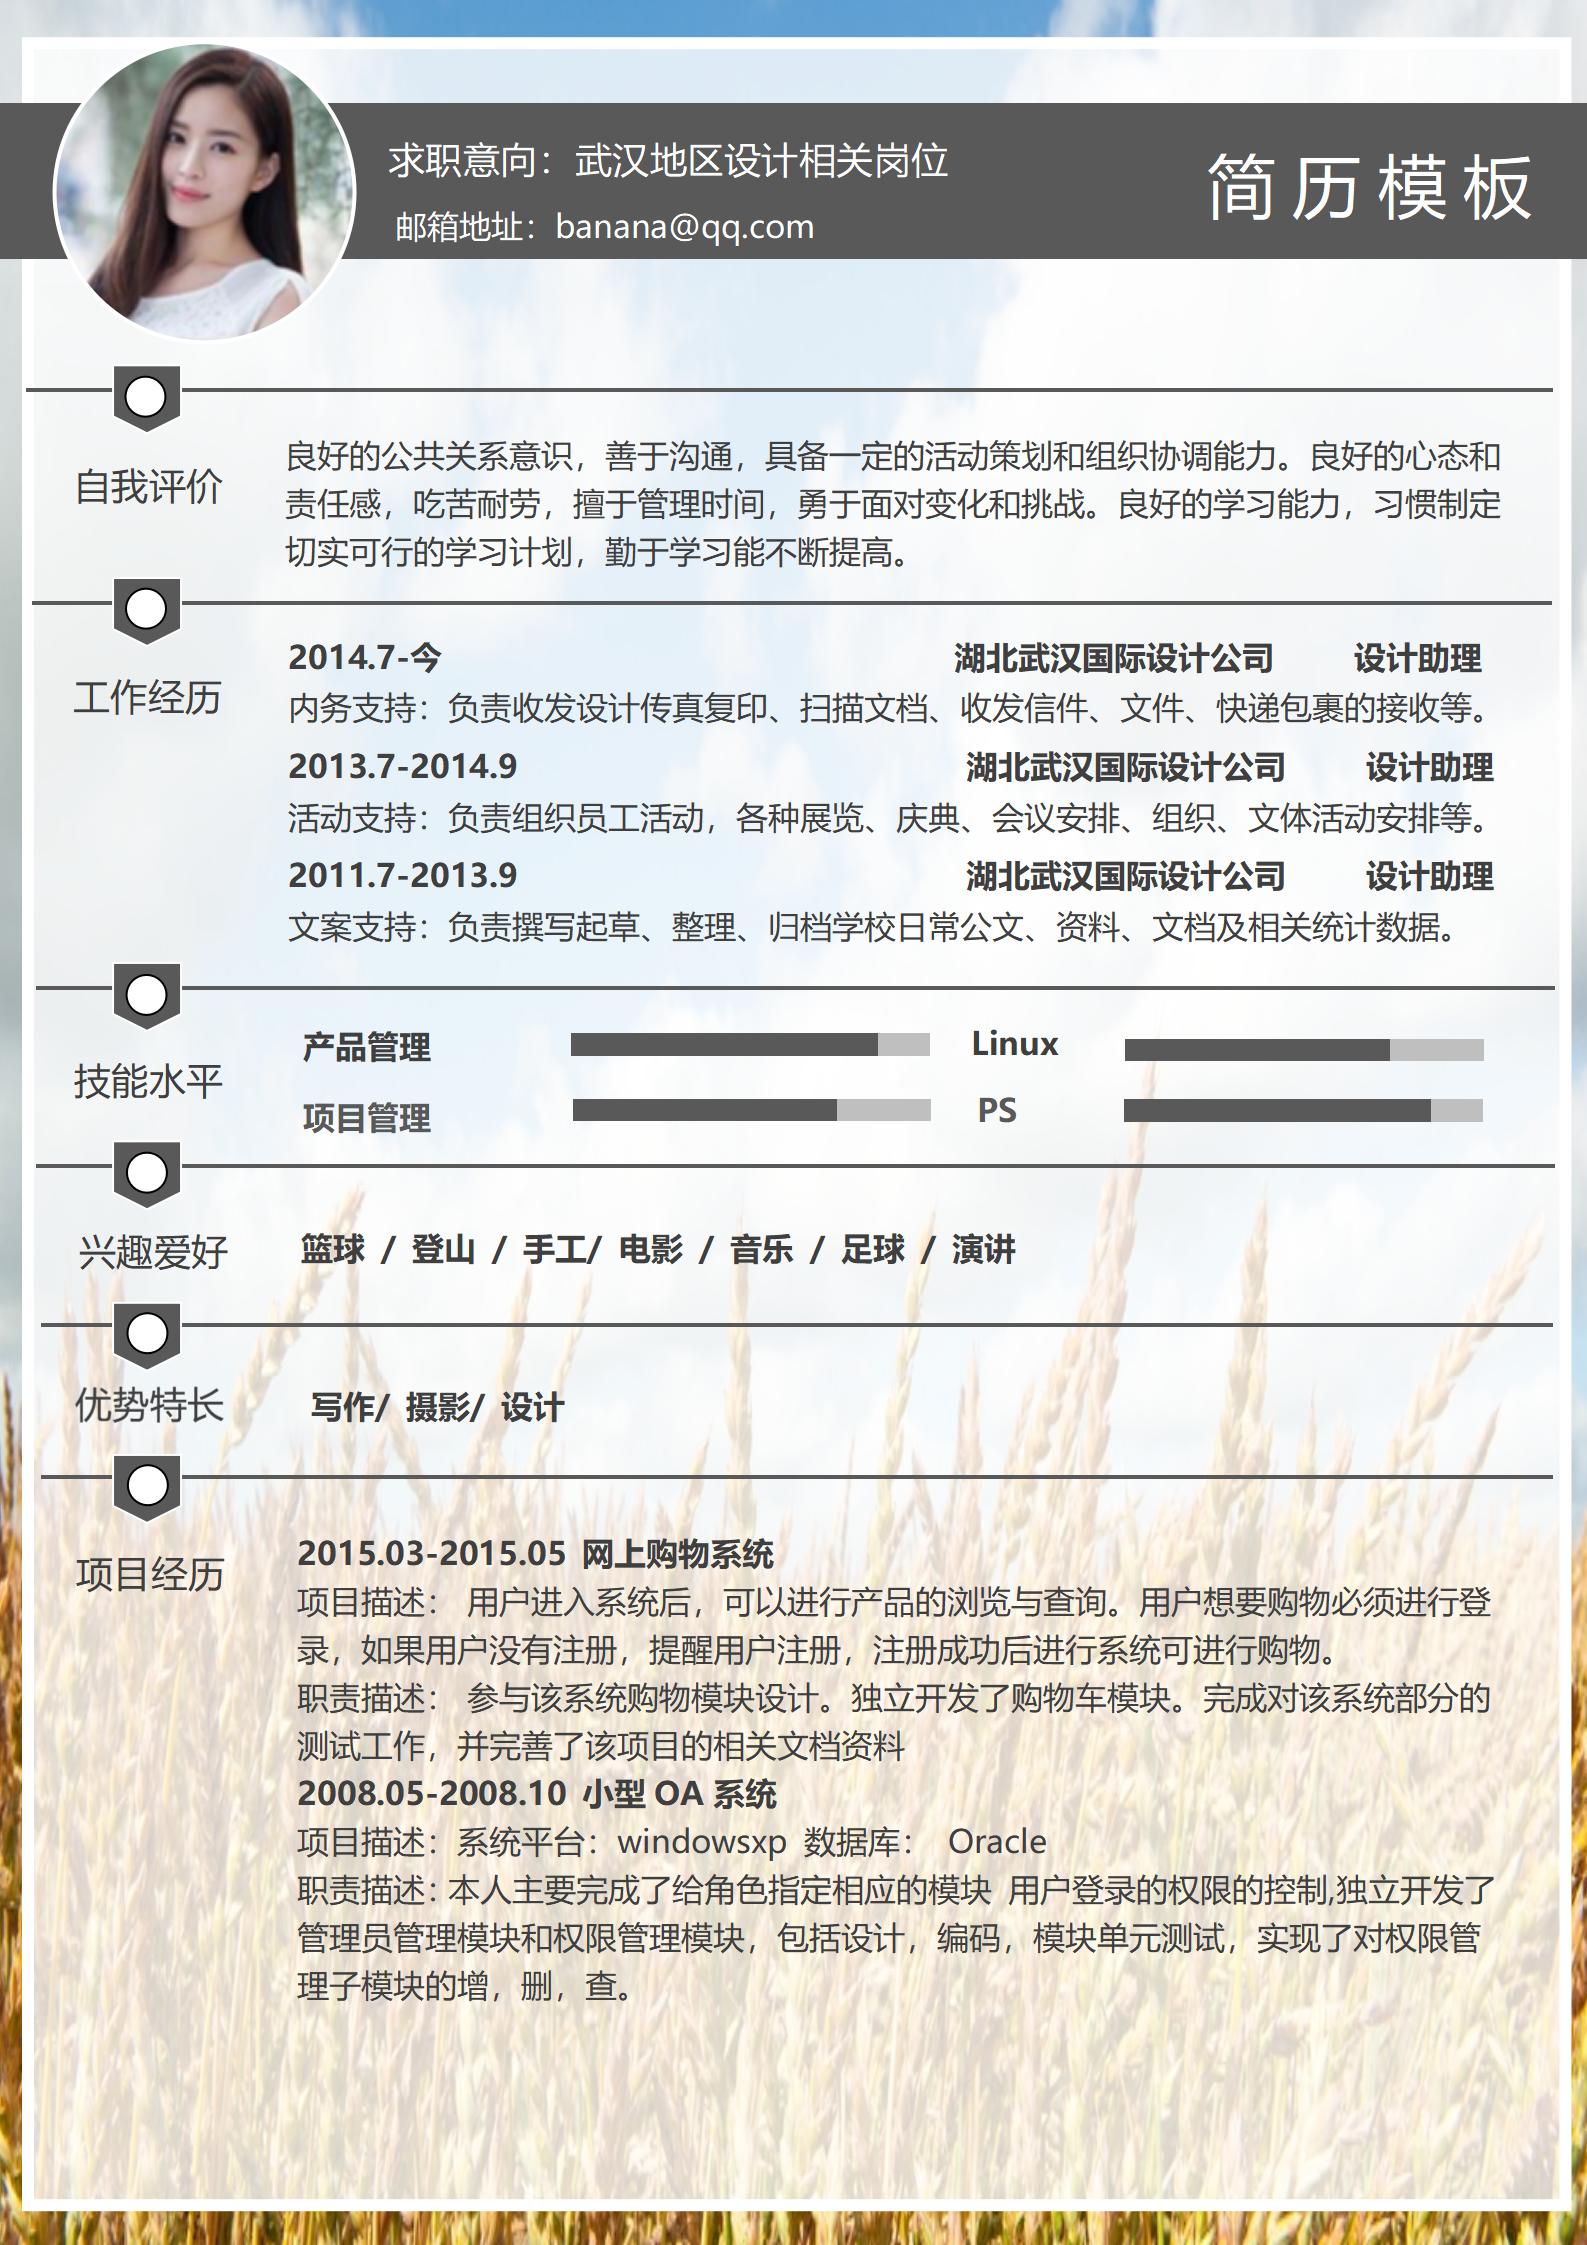 求职意向：武汉地区设计相关岗位
邮箱地址：banana@qq.com
简历模板
自我评价
良好的公共关系意识，善于沟通，具备一定的活动策划和组织协调能力。良好的心态和
责任感，吃苦耐劳，擅于管理时间，勇于面对变化和挑战。良好的学习能力，习惯制定
切实可行的学习计划，勤于学习能不断提高。
工作经历
2014.7-今 湖北武汉国际设计公司 设计助理
内务支持：负责收发设计传真复印、扫描文档、收发信件、文件、快递包裹的接收等。
2013.7-2014.9 湖北武汉国际设计公司 设计助理
活动支持：负责组织员工活动，各种展览、庆典、会议安排、组织、文体活动安排等。
2011.7-2013.9 湖北武汉国际设计公司 设计助理
文案支持：负责撰写起草、整理、归档学校日常公文、资料、文档及相关统计数据。
技能水平
产品管理 Linux
项目管理 PS
兴趣爱好
篮球 / 登山 / 手工/ 电影 / 音乐 / 足球 / 演讲
优势特长
写作/ 摄影/ 设计
项目经历
2015.03-2015.05 网上购物系统
项目描述： 用户进入系统后，可以进行产品的浏览与查询。用户想要购物必须进行登
录，如果用户没有注册，提醒用户注册，注册成功后进行系统可进行购物。
职责描述： 参与该系统购物模块设计。独立开发了购物车模块。完成对该系统部分的
测试工作，并完善了该项目的相关文档资料
2008.05-2008.10 小型 OA 系统
项目描述：系统平台：windowsxp 数据库： Oracle
职责描述：本人主要完成了给角色指定相应的模块 用户登录的权限的控制,独立开发了
管理员管理模块和权限管理模块，包括设计，编码，模块单元测试，实现了对权限管
理子模块的增，删，查。